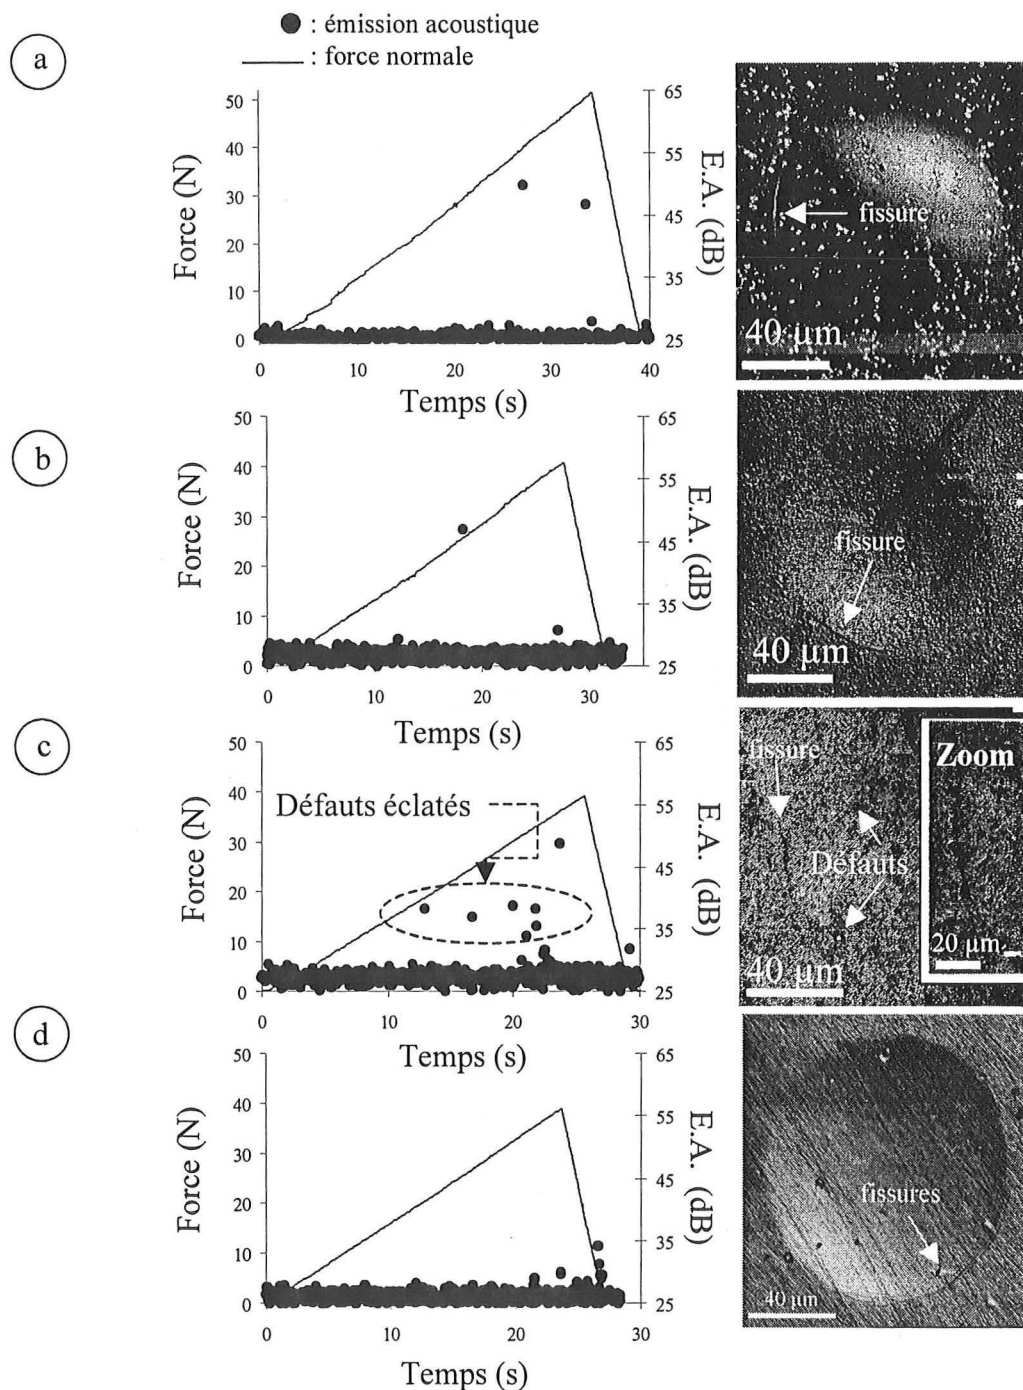 ● : émission acoustique
— : force normale
a
Force (N)
50
40
30
20
10
0
65
55
45
35
25
E.A. (dB)
0 10 20 30 40
Temps (s)
fissure
40 µm
b
Force (N)
50
40
30
20
10
0
65
55
45
35
25
E.A. (dB)
0 10 20 30
Temps (s)
fissure
40 µm
c
Force (N)
50
40
30
20
10
0
Défauts éclatés
65
55
45
35
25
E.A. (dB)
0 10 20 30
Temps (s)
fissure
Zoom
Défauts
20 µm
40 µm
d
Force (N)
50
40
30
20
10
0
65
55
45
35
25
E.A. (dB)
0 10 20 30
Temps (s)
fissures
40 µm